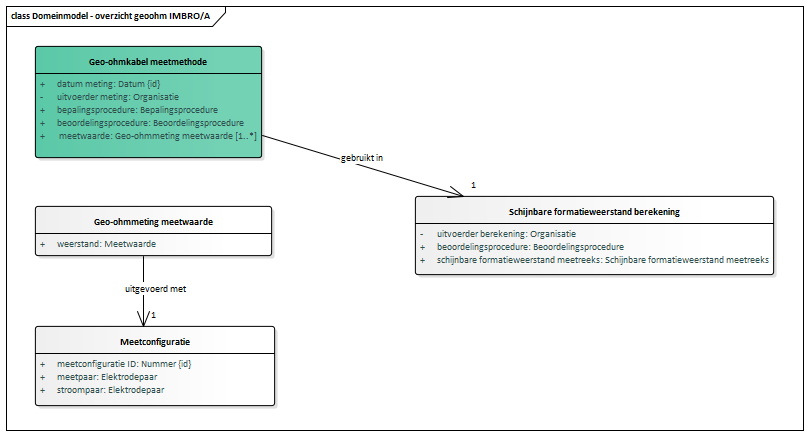 class Domeinmodel - overzicht geoohm IMBRO/A
Geo-ohmkabel meetmethode
+ datum meting: Datum {id}
- uitvoerder meting: Organisatie
+ bepalingsprocedure: Bepalingsprocedure
+ beoordelingsprocedure: Beoordelingsprocedure
+ meetwaarde: Geo-ohmmeting meetwaarde [1..*]
gebruikt in
1
Schijnbare formatieweerstand berekening
- uitvoerder berekening: Organisatie
+ beoordelingsprocedure: Beoordelingsprocedure
+ schijnbare formatieweerstand meetreeks: Schijnbare formatieweerstand meetreeks
Geo-ohmmeting meetwaarde
+ weerstand: Meetwaarde
uitgevoerd met
1
Meetconfiguratie
+ meetconfiguratie ID: Nummer {id}
+ meetpaar: Elektrodepaar
+ stroompaar: Elektrodepaar